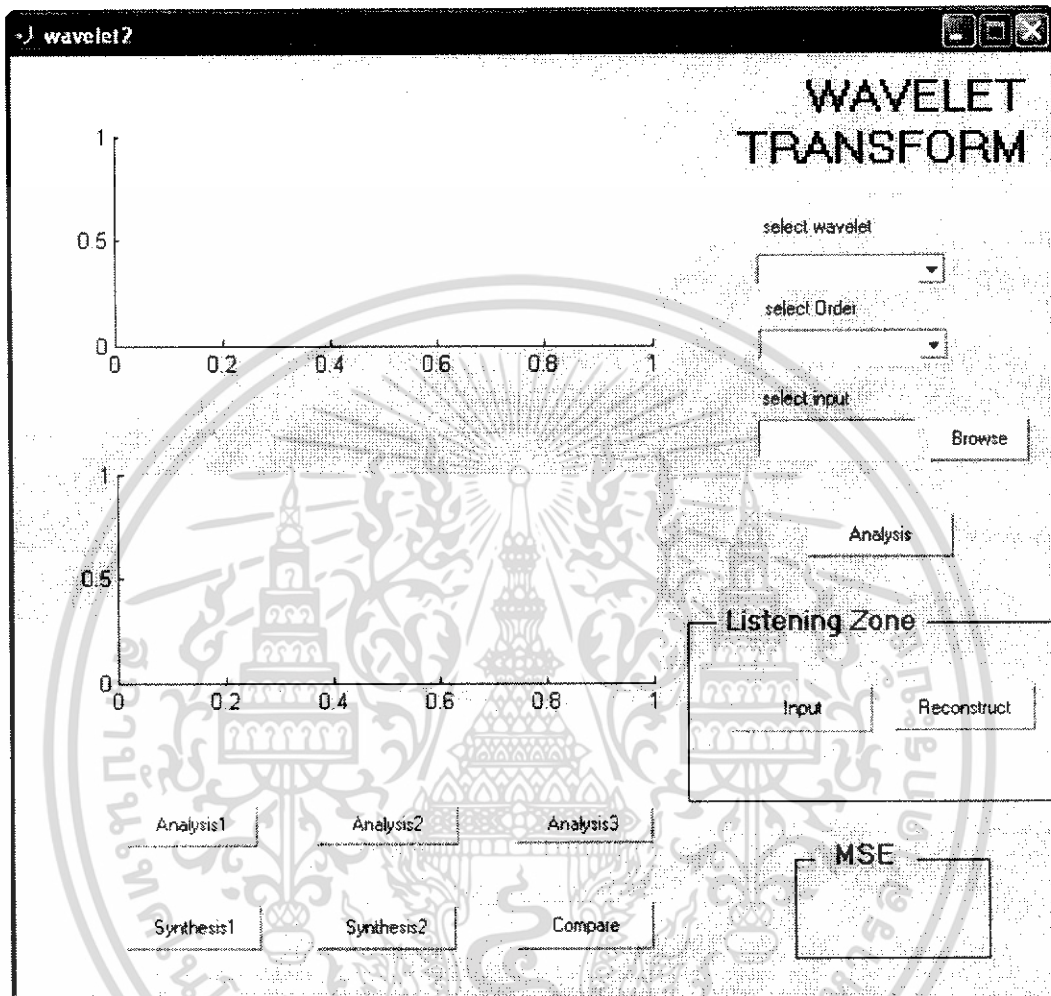 wavelet2
WAVELET
TRANSFORM
1
0.5
0
0 0.2 0.4 0.6 0.8 1
select wavelet
select Order
select input
Browse
1
0.5
0
0 0.2 0.4 0.6 0.8 1
Analysis
Listening Zone
Input Reconstruct
Analysis1 Analysis2 Analysis3
MSE
Synthesis1 Synthesis2 Compare